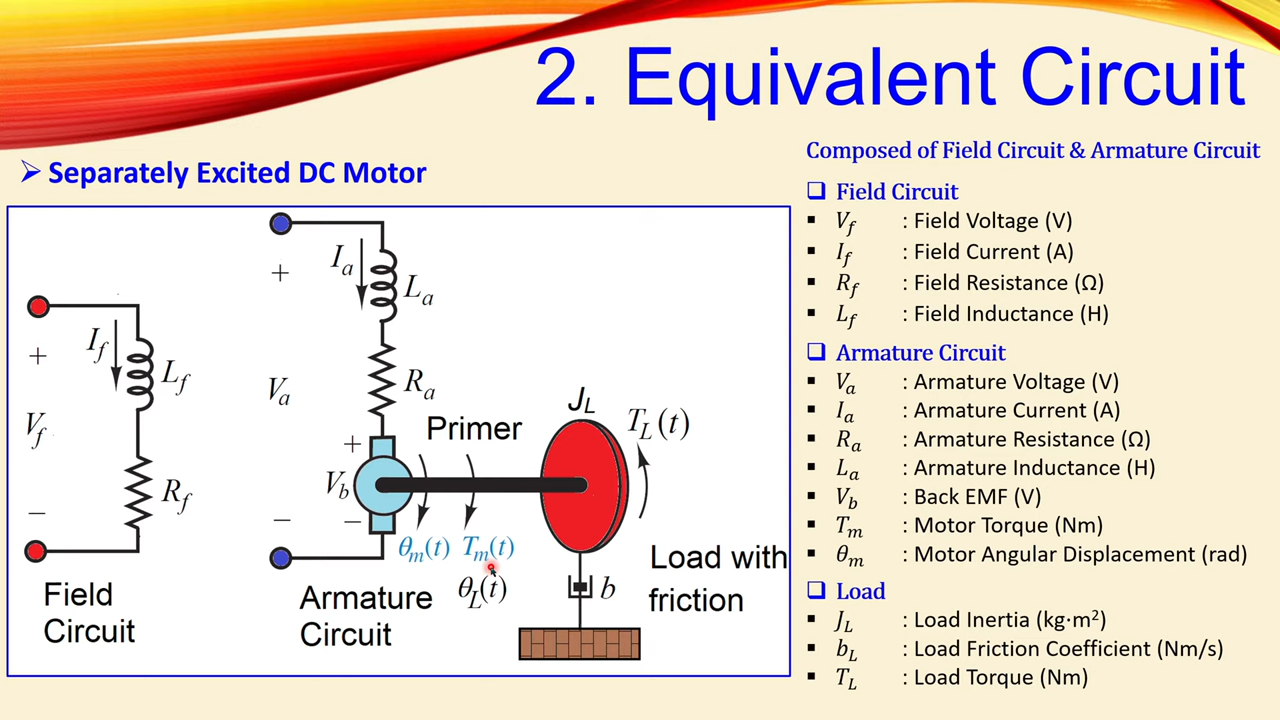 2. Equivalent Circuit
➢ Separately Excited DC Motor
I_f
L_f
+
V_f
R_f
−
Field
Circuit
I_a
+
L_a
V_a
R_a
+
V_b
−
−
Armature
Circuit
Primer
J_L
T_L(t)
θ_m(t) T_m(t)
θ_L(t)
b
Load with
friction
Composed of Field Circuit & Armature Circuit
❑ Field Circuit
▪ V_f : Field Voltage (V)
▪ I_f : Field Current (A)
▪ R_f : Field Resistance (Ω)
▪ L_f : Field Inductance (H)
❑ Armature Circuit
▪ V_a : Armature Voltage (V)
▪ I_a : Armature Current (A)
▪ R_a : Armature Resistance (Ω)
▪ L_a : Armature Inductance (H)
▪ V_b : Back EMF (V)
▪ T_m : Motor Torque (Nm)
▪ θ_m : Motor Angular Displacement (rad)
❑ Load
▪ J_L : Load Inertia (kg·m²)
▪ b_L : Load Friction Coefficient (Nm/s)
▪ T_L : Load Torque (Nm)